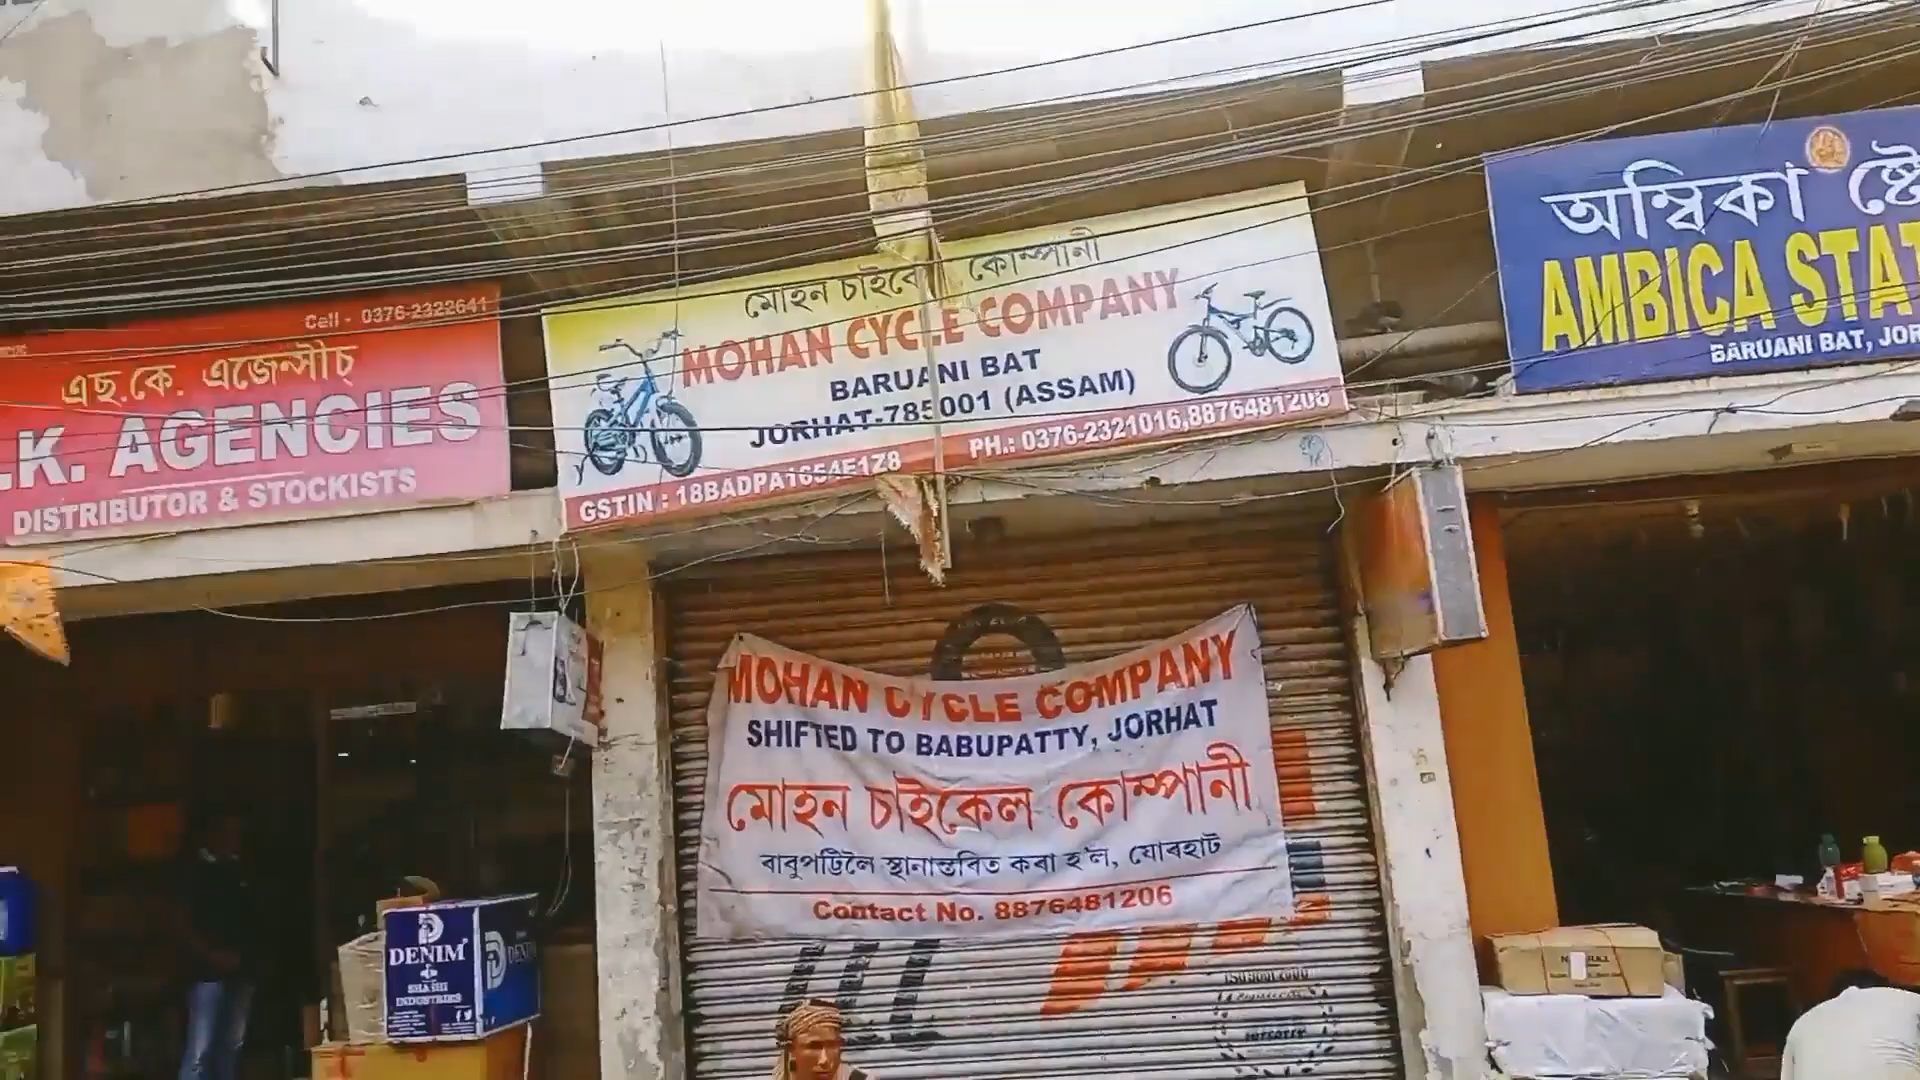 Cell - 0376-2322641
এছ.কে. এজেন্সীচ্
.K. AGENCIES
DISTRIBUTOR & STOCKISTS
মোহন চাইকেল কোম্পানী
MOHAN CYCLE COMPANY
BARUANI BAT
JORHAT-785001 (ASSAM)
GSTIN : 18BADPA1654E1Z8 PH.: 0376-2321016,8876481206
অম্বিকা ষ্টে
AMBICA STAT
BARUANI BAT, JOR
MOHAN CYCLE COMPANY
SHIFTED TO BABUPATTY, JORHAT
মোহন চাইকেল কোম্পানী
বাবুপট্টিলৈ স্থানান্তৰিত কৰা হ'ল, যোৰহাট
Contact No. 8876481206
DENIM
SHASHI
INDUSTRIES